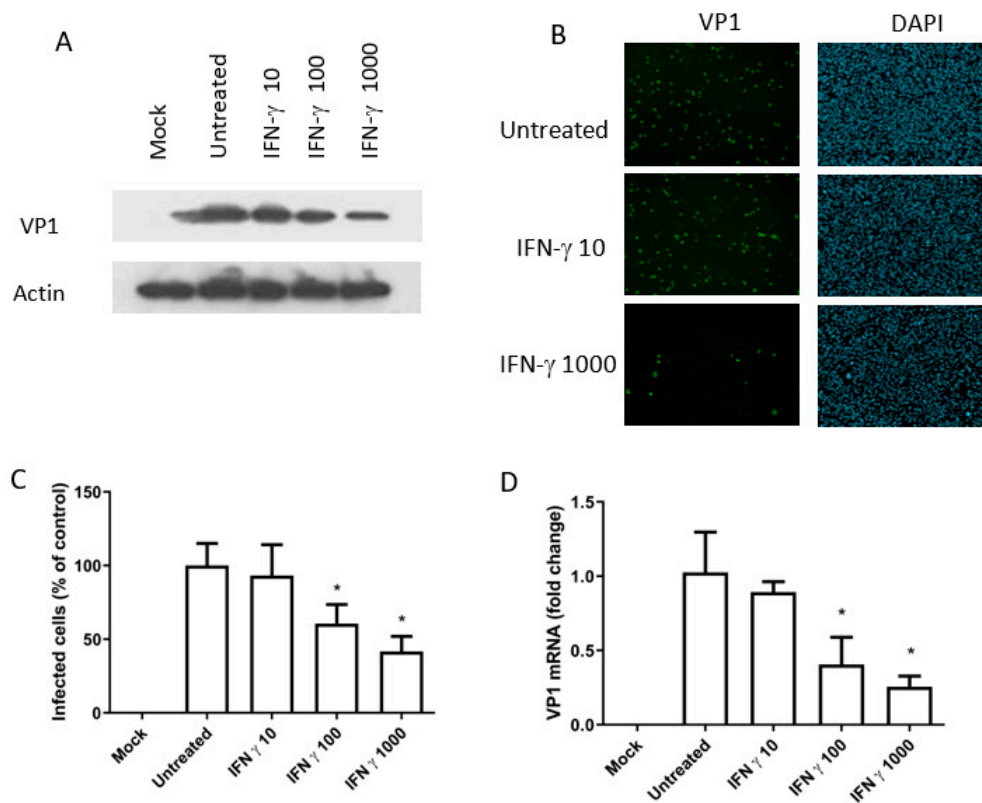 A
Mock
Untreated
IFN-γ 10
IFN-γ 100
IFN-γ 1000
VP1
Actin
B
VP1 DAPI
Untreated
IFN-γ 10
IFN-γ 1000
C
Infected cells (% of control)
150
100
50
0
*
*
Mock
Untreated
IFN γ 10
IFN γ 100
IFN γ 1000
D
VP1 mRNA (fold change)
1.5
1.0
0.5
0.0
*
*
Mock
Untreated
IFN γ 10
IFN γ 100
IFN γ 1000